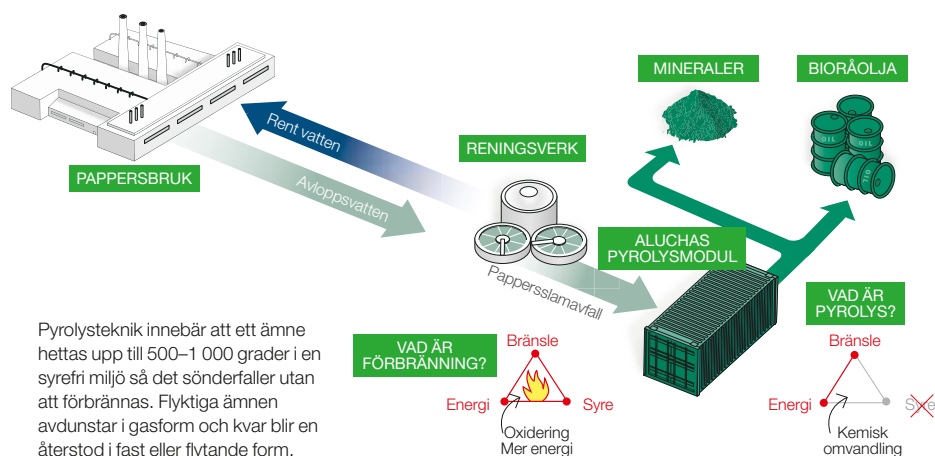 MINERALER
BIORÅOLJA
Rent vatten
RENINGSVERK
PAPPERSBRUK
Avloppsvatten
OIL
OIL
OIL
ALUCHAS
PYROLYSMODUL
Pappersslamavfall
VAD ÄR
PYROLYS?
Pyrolysteknik innebär att ett ämne
hettas upp till 500–1 000 grader i en
syrefri miljö så det sönderfaller utan
att förbrännas. Flyktiga ämnen
avdunstar i gasform och kvar blir en
återstod i fast eller flytande form.
VAD ÄR
FÖRBRÄNNING?
Bränsle
Energi
Syre
Oxidering
Mer energi
Bränsle
Energi
Syre
Kemisk
omvandling